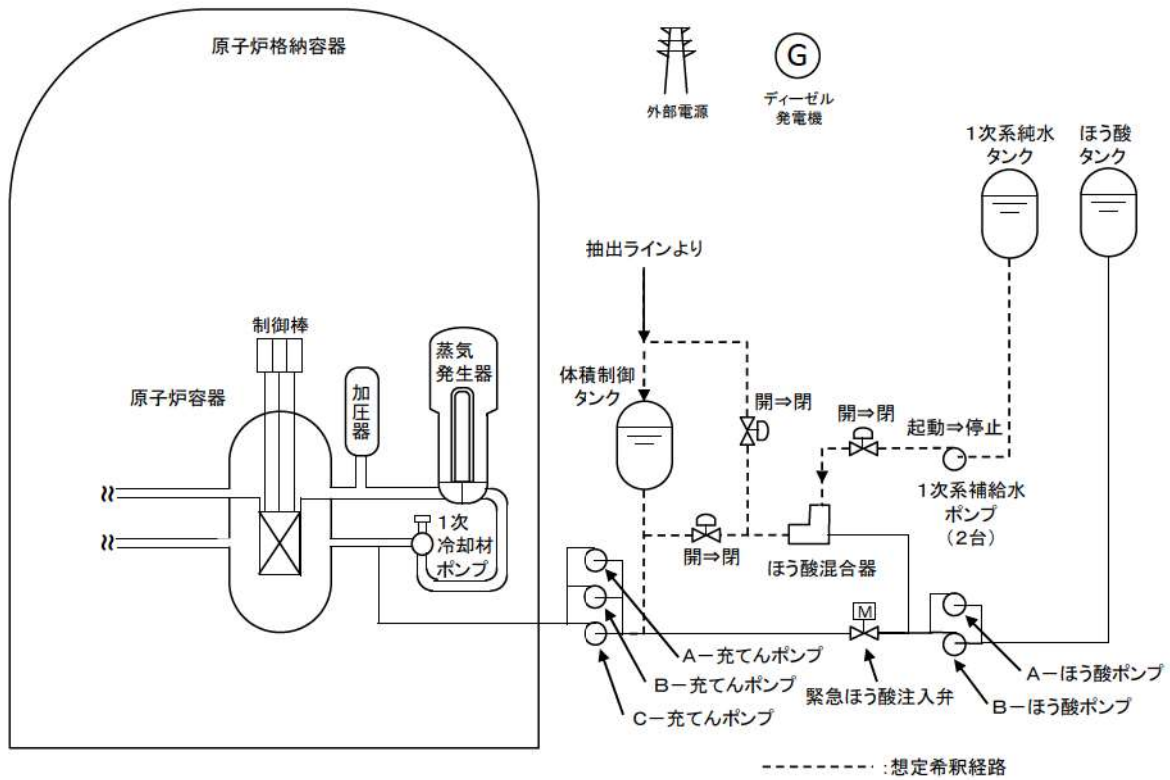 原子炉格納容器
外部電源
G
ディーゼル
発電機
1次系純水
タンク
ほう酸
タンク
抽出ラインより
制御棒
蒸気
発生器
体積制御
タンク
原子炉容器
加圧器
開⇒閉
開⇒閉
起動⇒停止
1次系補給水
ポンプ
(2台)
1次
冷却材
ポンプ
開⇒閉
ほう酸混合器
M
A-充てんポンプ
B-充てんポンプ
C-充てんポンプ
緊急ほう酸注入弁
A-ほう酸ポンプ
B-ほう酸ポンプ
:想定希釈経路